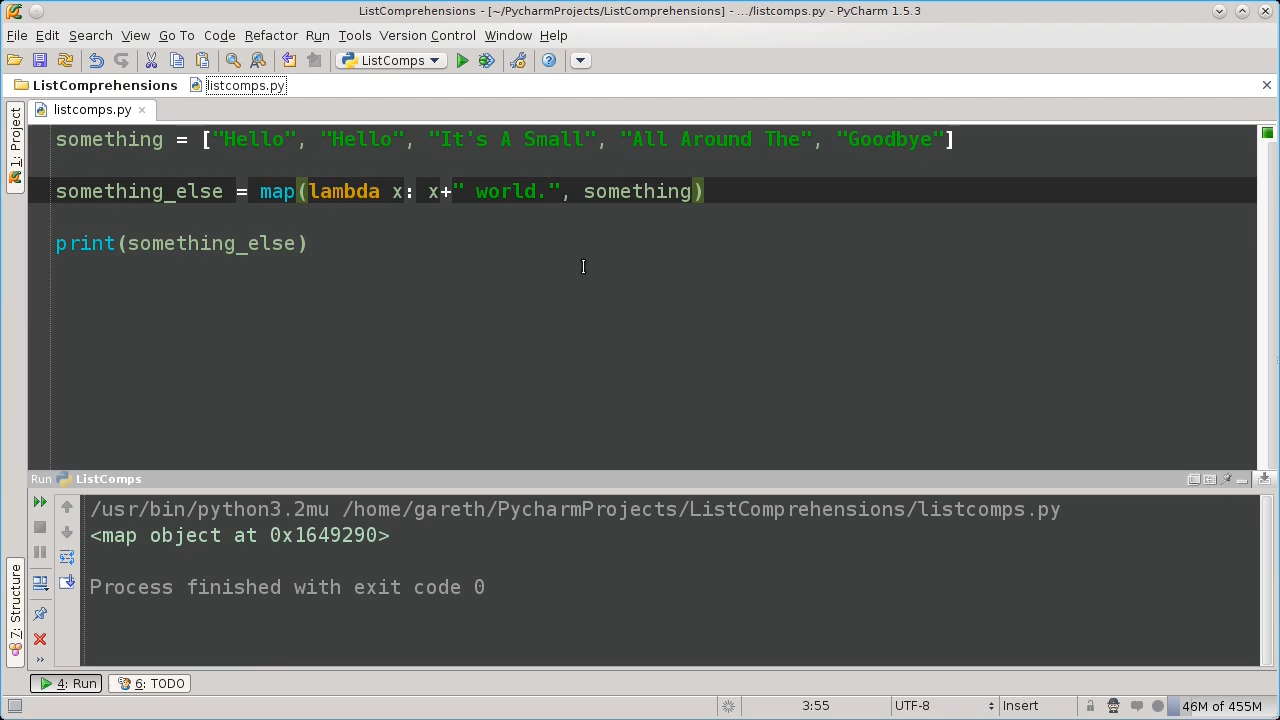 ListComprehensions - [~/PycharmProjects/ListComprehensions] - .../listcomps.py - PyCharm 1.5.3
File Edit Search View Go To Code Refactor Run Tools Version Control Window Help
ListComps
ListComprehensions listcomps.py
listcomps.py
1: Project
something = ["Hello", "Hello", "It's A Small", "All Around The", "Goodbye"]
something_else = map(lambda x: x+" world.", something)
print(something_else)
Run ListComps
/usr/bin/python3.2mu /home/gareth/PycharmProjects/ListComprehensions/listcomps.py
<map object at 0x1649290>
Process finished with exit code 0
7: Structure
4: Run 6: TODO
3:55 UTF-8 Insert 46M of 455M